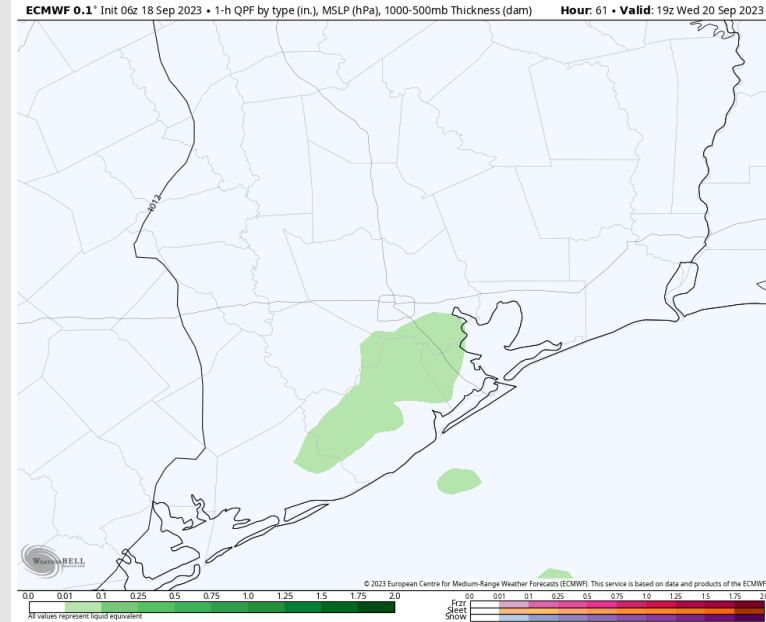 ECMWF 0.1° Init 06z 18 Sep 2023 • 1-h QPF by type (in.), MSLP (hPa), 1000-500mb Thickness (dam) Hour: 61 • Valid: 19z Wed 20 Sep 2023
1012
WEATHERBELL
© 2023 European Centre for Medium-Range Weather Forecasts (ECMWF). This service is based on data and products of the ECMWF
0.0 0.01 0.1 0.25 0.5 0.75 1.0 1.25 1.5 1.75 2.0
0.0 0.01 0.1 0.25 0.5 0.75 1.0 1.25 1.5 1.75 2.
All values represent liquid equivalent
Frzr
Sleet
Snow